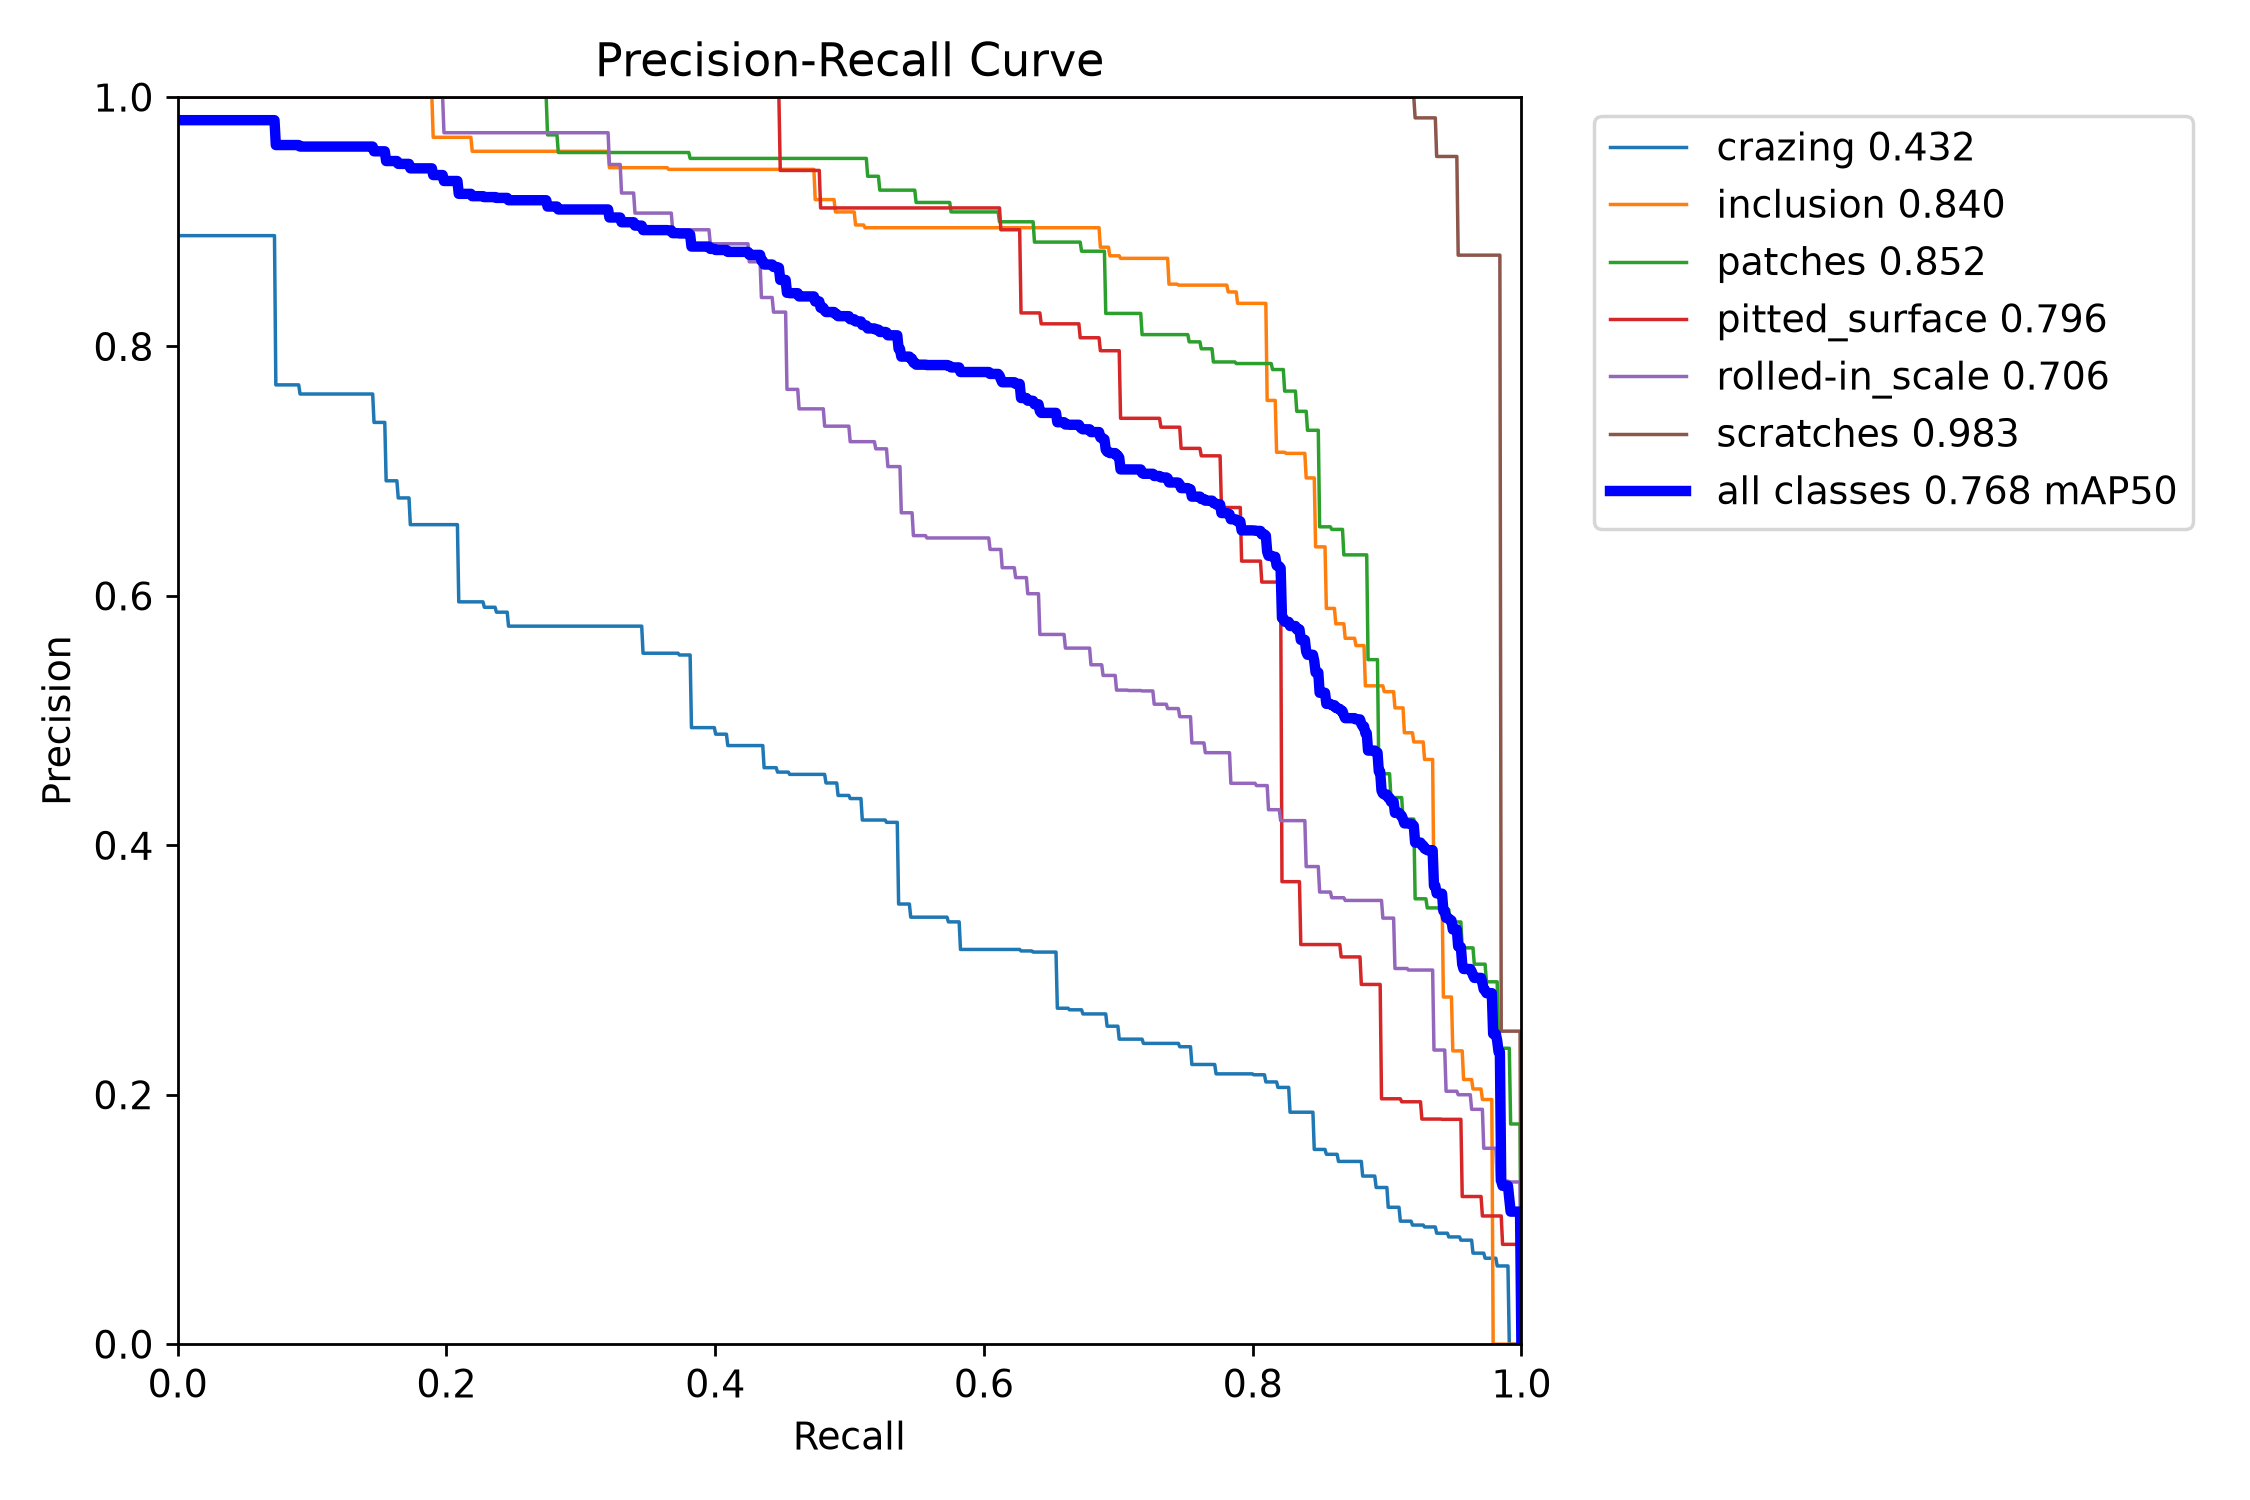 Precision-Recall Curve
1.0
0.8
0.6
0.4
0.2
0.0
Precision
0.0 0.2 0.4 0.6 0.8 1.0
Recall
crazing 0.432
inclusion 0.840
patches 0.852
pitted_surface 0.796
rolled-in_scale 0.706
scratches 0.983
all classes 0.768 mAP50